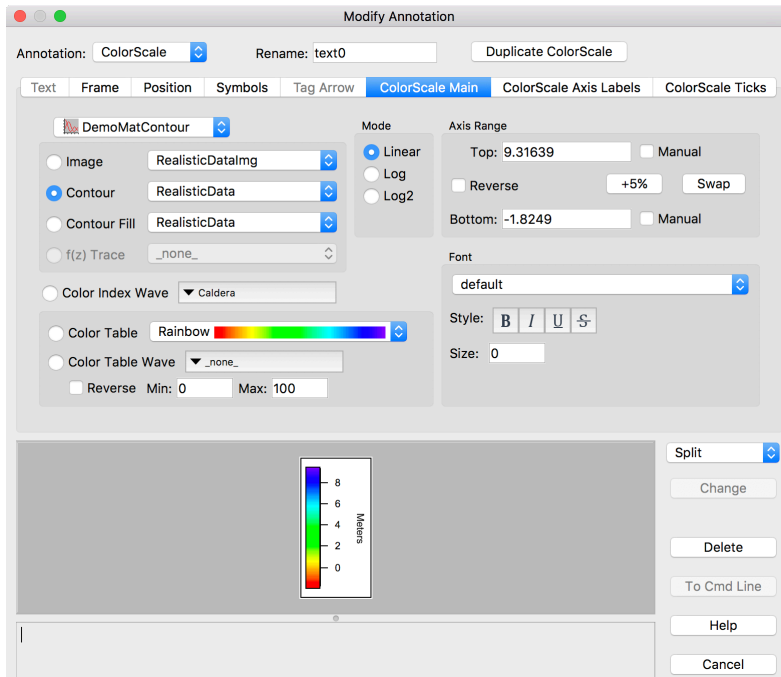 Modify Annotation
Annotation: ColorScale Rename: text0 Duplicate ColorScale
Text Frame Position Symbols Tag Arrow ColorScale Main ColorScale Axis Labels ColorScale Ticks
DemoMatContour
Image RealisticDataImg
Contour RealisticData
Contour Fill RealisticData
f(z) Trace _none_
Color Index Wave Caldera
Color Table Rainbow
Color Table Wave _none_
Reverse Min: 0 Max: 100
Mode
Linear
Log
Log2
Axis Range
Top: 9.31639 Manual
Reverse +5% Swap
Bottom: -1.8249 Manual
Font
default
Style: B I U S
Size: 0
8
6
4
2
0
Meters
Split
Change
Delete
To Cmd Line
Help
Cancel